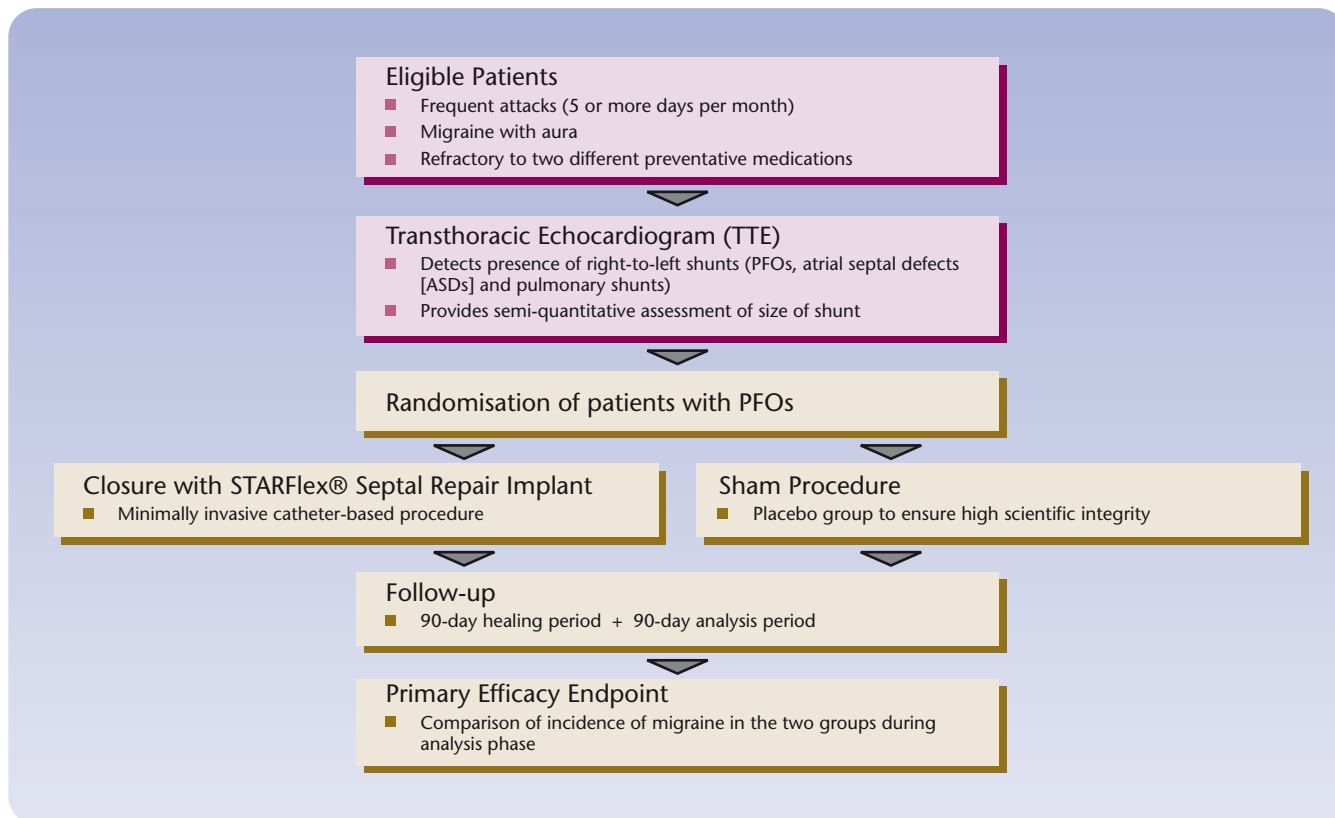 Eligible Patients
Frequent attacks (5 or more days per month)
Migraine with aura
Refractory to two different preventative medications
Transthoracic Echocardiogram (TTE)
Detects presence of right-to-left shunts (PFOs, atrial septal defects
[ASDs] and pulmonary shunts)
Provides semi-quantitative assessment of size of shunt
Randomisation of patients with PFOs
Closure with STARFlex® Septal Repair Implant
Minimally invasive catheter-based procedure
Sham Procedure
Placebo group to ensure high scientific integrity
Follow-up
90-day healing period + 90-day analysis period
Primary Efficacy Endpoint
Comparison of incidence of migraine in the two groups during
analysis phase